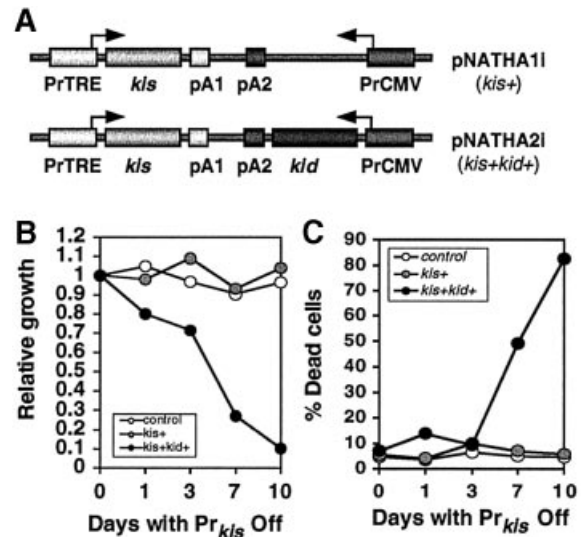 A
pNATHA1i
(kis+)
PrTRE kis pA1 pA2 PrCMV
pNATHA2i
(kis+kid+)
PrTRE kis pA1 pA2 kid PrCMV
B
Relative growth
1.2
1.1
1
0.9
0.8
0.7
0.6
0.5
0.4
0.3
0.2
0.1
0
control
kis+
kis+kid+
0 1 3 7 10
Days with Prkis Off
C
% Dead cells
90
80
70
60
50
40
30
20
10
0
control
kis+
kis+kid+
0 1 3 7 10
Days with Prkis Off